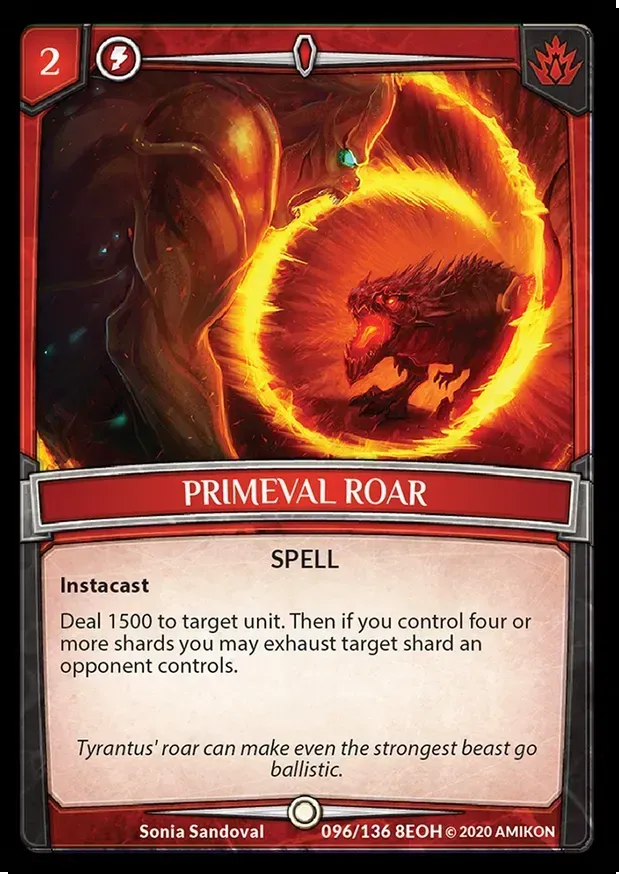 2
PRIMEVAL ROAR
SPELL
Instacast
Deal 1500 to target unit. Then if you control four or
more shards you may exhaust target shard an
opponent controls.
Tyrantus' roar can make even the strongest beast go
ballistic.
Sonia Sandoval 096/136 8EOH © 2020 AMIKON